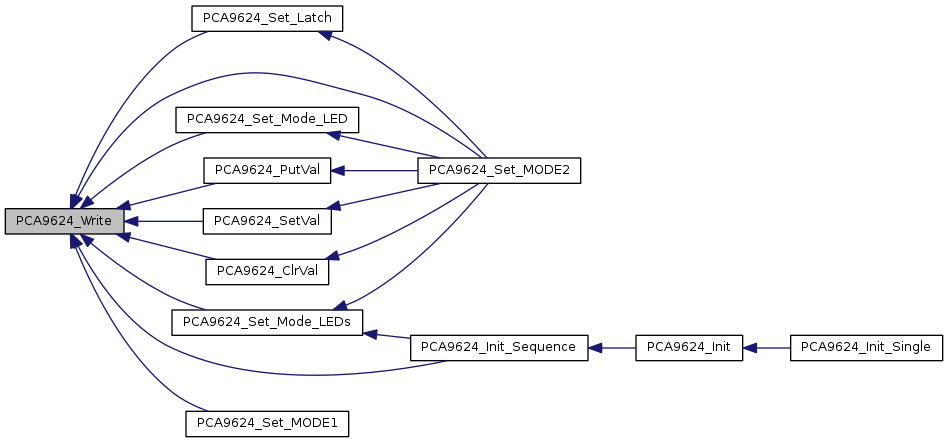 PCA9624_Set_Latch
PCA9624_Set_Mode_LED
PCA9624_PutVal
PCA9624_Set_MODE2
PCA9624_Write
PCA9624_SetVal
PCA9624_ClrVal
PCA9624_Set_Mode_LEDs
PCA9624_Init_Sequence
PCA9624_Init
PCA9624_Init_Single
PCA9624_Set_MODE1